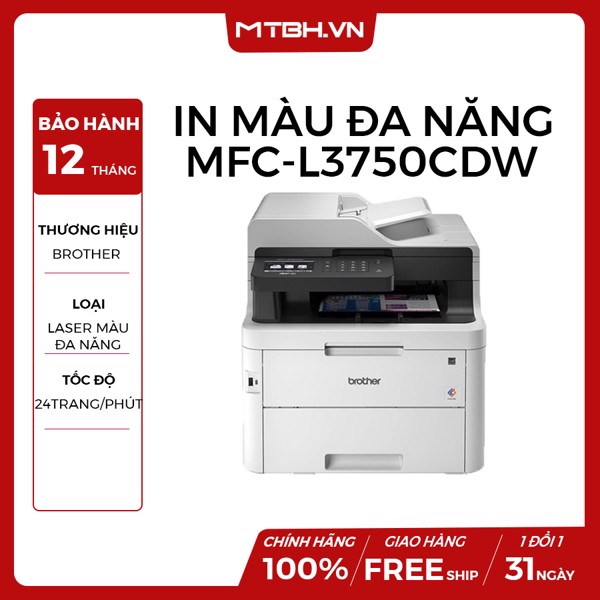 MTBH.VN
IN MÀU ĐA NĂNG
MFC-L3750CDW
BẢO HÀNH
12 THÁNG
THƯƠNG HIỆU
BROTHER
LOẠI
LASER MÀU
ĐA NĂNG
TỐC ĐỘ
24TRANG/PHÚT
brother
CHÍNH HÃNG
100%
GIAO HÀNG
FREE SHIP
1 ĐỔI 1
31 NGÀY